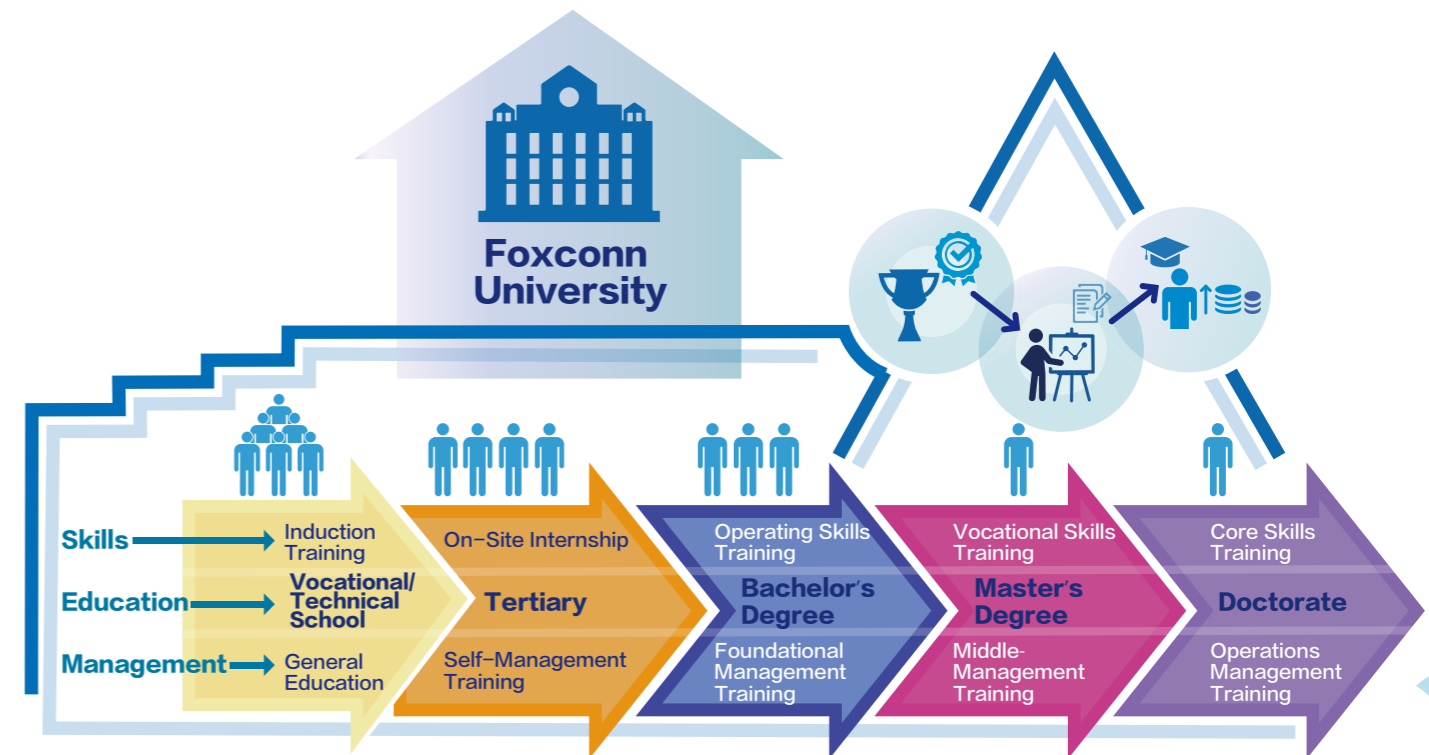 Foxconn
University
Skills
Induction
Training
On-Site Internship
Operating Skills
Training
Vocational Skills
Training
Core Skills
Training
Education
Vocational/
Technical
School
Tertiary
Bachelor's
Degree
Master's
Degree
Doctorate
Management
General
Education
Self-Management
Training
Foundational
Management
Training
Middle-
Management
Training
Operations
Management
Training